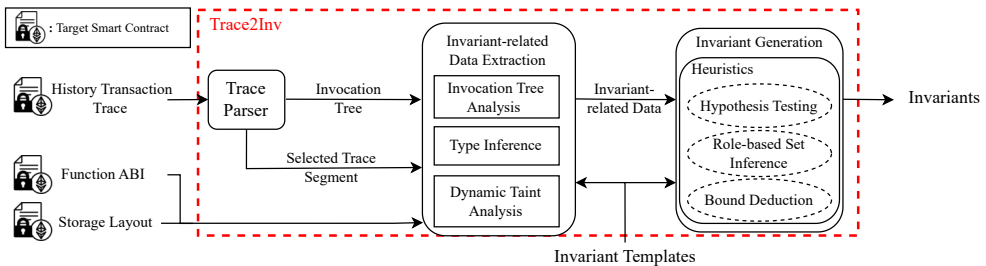 : Target Smart Contract
Trace2Inv
History Transaction
Trace
Function ABI
Storage Layout
Trace
Parser
Invocation
Tree
Selected Trace
Segment
Invariant-related
Data Extraction
Invocation Tree
Analysis
Type Inference
Dynamic Taint
Analysis
Invariant-
related Data
Invariant Generation
Heuristics
Hypothesis Testing
Role-based Set
Inference
Bound Deduction
Invariants
Invariant Templates